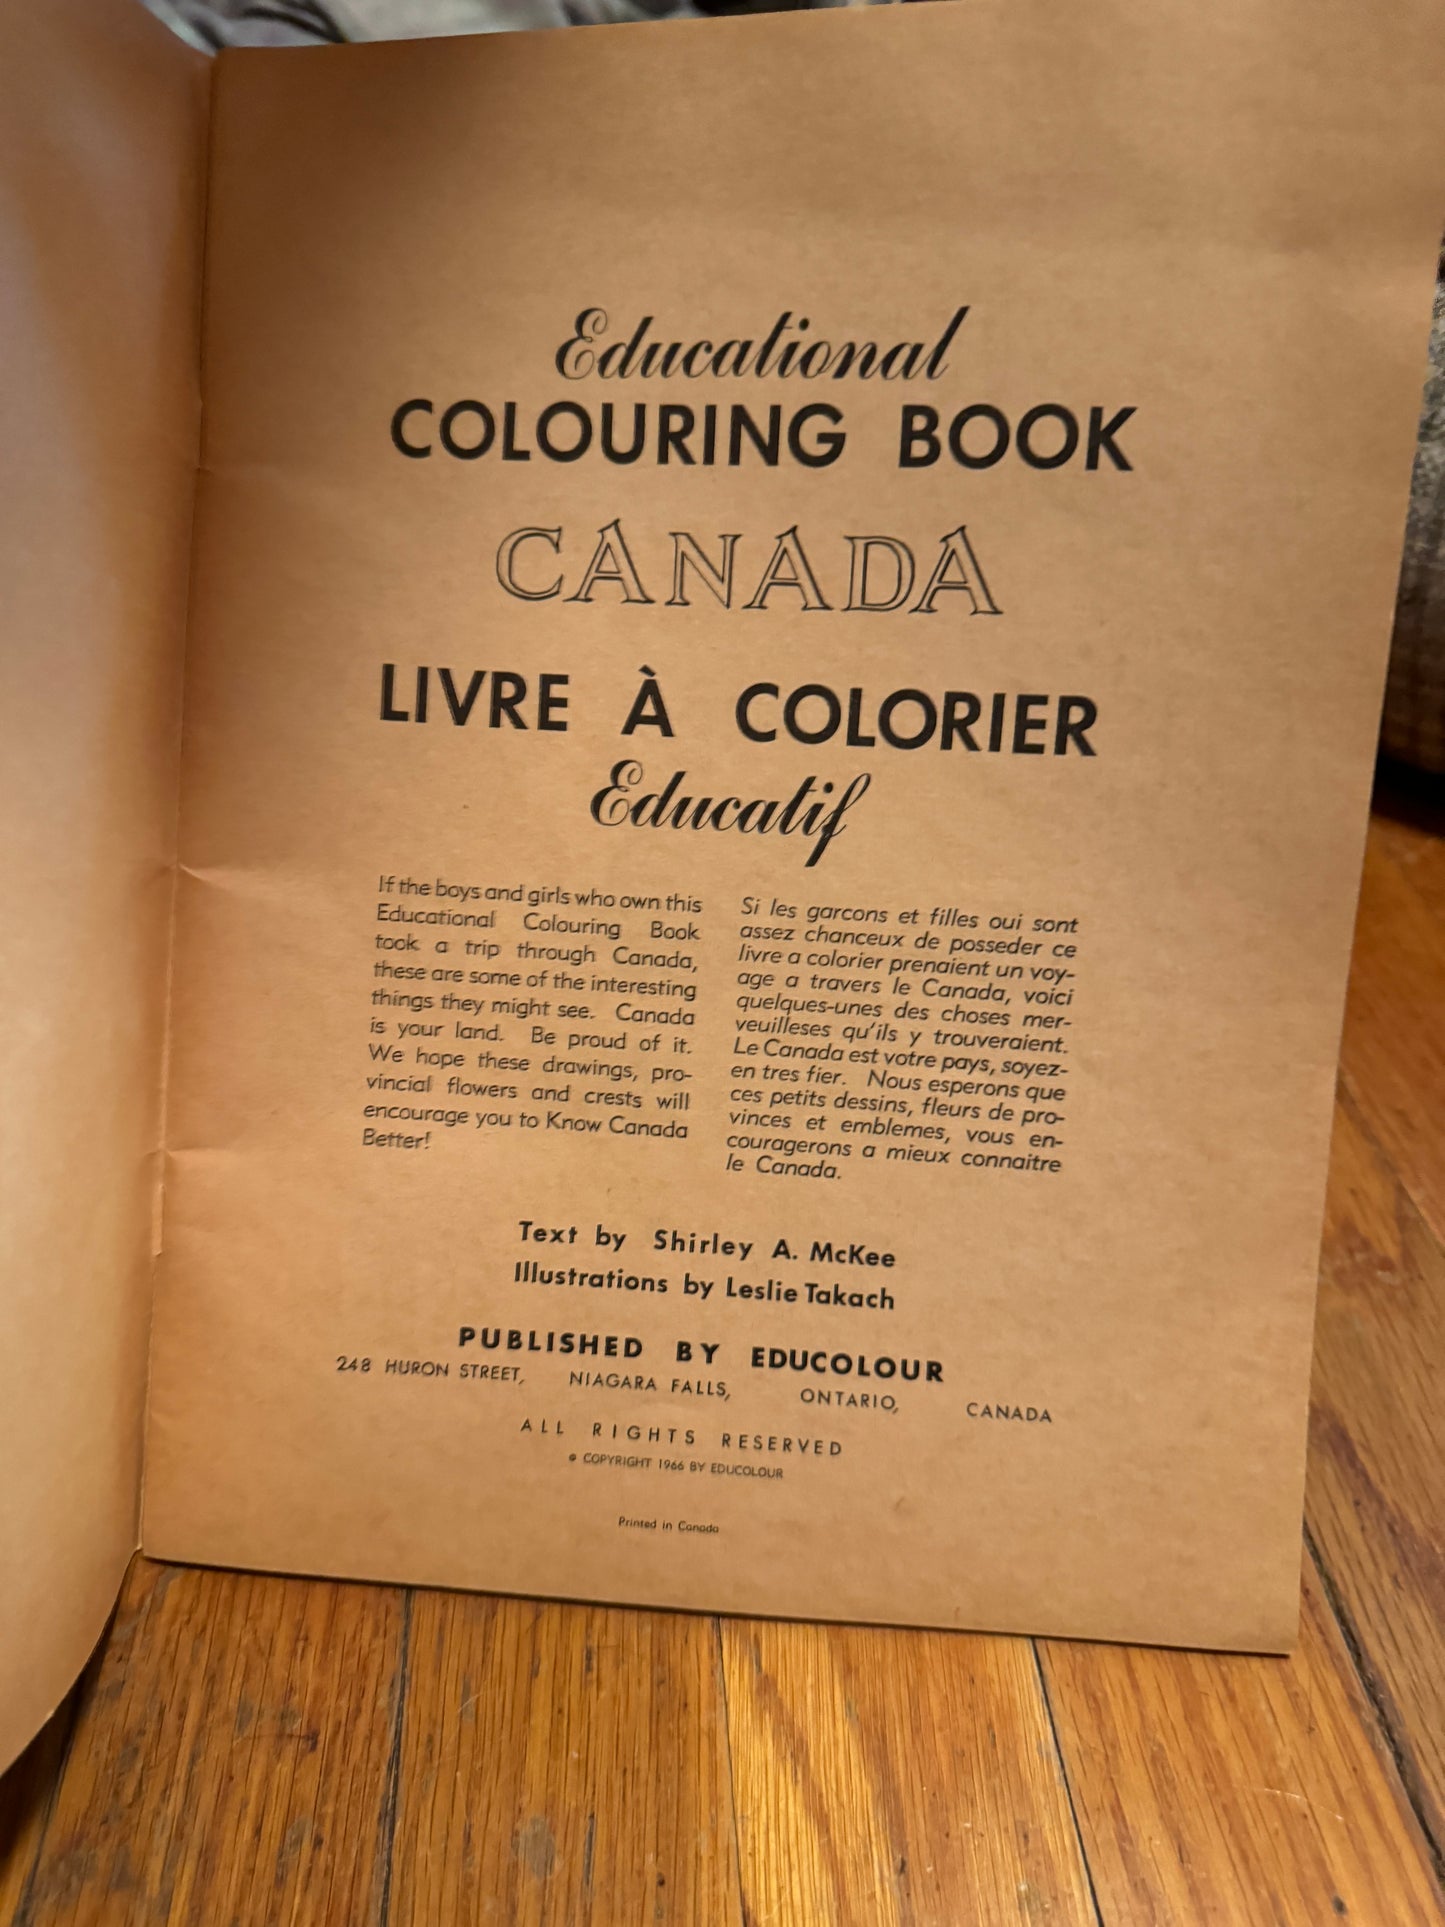 Educational
COLOURING BOOK
CANADA
LIVRE À COLORIER
Educatif
If the boys and girls who own this
Educational Colouring Book
took a trip through Canada,
these are some of the interesting
things they might see. Canada
is your land. Be proud of it.
We hope these drawings, pro-
vincial flowers and crests will
encourage you to Know Canada
Better!
Si les garcons et filles oui sont
assez chanceux de posseder ce
livre a colorier prenaient un voy-
age a travers le Canada, voici
quelques-unes des choses mer-
veuilleses qu'ils y trouveraient.
Le Canada est votre pays, soyez-
en tres fier. Nous esperons que
ces petits dessins, fleurs de pro-
vinces et emblemes, vous en-
couragerons a mieux connaitre
le Canada.
Text by Shirley A. McKee
Illustrations by Leslie Takach
PUBLISHED BY EDUCOLOUR
248 HURON STREET, NIAGARA FALLS, ONTARIO, CANADA
ALL RIGHTS RESERVED
© COPYRIGHT 1966 BY EDUCOLOUR
Printed in Canada